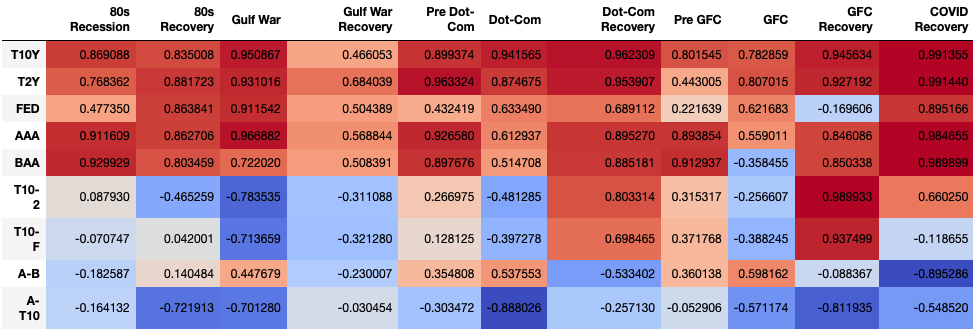 80s Recession 80s Recovery Gulf War Gulf War Recovery Pre Dot-Com Dot-Com Dot-Com Recovery Pre GFC GFC GFC Recovery COVID Recovery
T10Y 0.869088 0.835008 0.950867 0.466053 0.899374 0.941565 0.962309 0.801545 0.782859 0.945634 0.991355
T2Y 0.768362 0.881723 0.931016 0.684039 0.963324 0.874675 0.953907 0.443005 0.807015 0.927192 0.991440
FED 0.477350 0.863841 0.911542 0.504389 0.432419 0.633490 0.689112 0.221639 0.621683 -0.169606 0.895166
AAA 0.911609 0.862706 0.966882 0.568844 0.926580 0.612937 0.895270 0.893854 0.559011 0.846086 0.984655
BAA 0.929929 0.803459 0.722020 0.508391 0.897676 0.514708 0.885181 0.912937 -0.358455 0.850338 0.989899
T10-2 0.087930 -0.465259 -0.783535 -0.311088 0.266975 -0.481285 0.803314 0.315317 -0.256607 0.989933 0.660250
T10-F -0.070747 0.042001 -0.713659 -0.321280 0.128125 -0.397278 0.698465 0.371768 -0.388245 0.937499 -0.118655
A-B -0.182587 0.140484 0.447679 -0.230007 0.354808 0.537553 -0.533402 0.360138 0.598162 -0.088367 -0.895286
A-T10 -0.164132 -0.721913 -0.701280 -0.030454 -0.303472 -0.888026 -0.257130 -0.052906 -0.571174 -0.811935 -0.548520